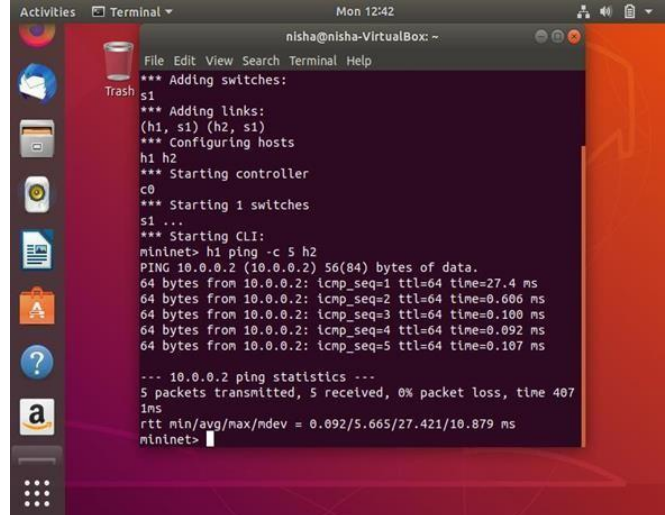 Activities Terminal Mon 12:42
nisha@nisha-VirtualBox: ~
File Edit View Search Terminal Help
Trash
*** Adding switches:
s1
*** Adding links:
(h1, s1) (h2, s1)
*** Configuring hosts
h1 h2
*** Starting controller
c0
*** Starting 1 switches
s1 ...
*** Starting CLI:
mininet> h1 ping -c 5 h2
PING 10.0.0.2 (10.0.0.2) 56(84) bytes of data.
64 bytes from 10.0.0.2: icmp_seq=1 ttl=64 time=27.4 ms
64 bytes from 10.0.0.2: icmp_seq=2 ttl=64 time=0.606 ms
64 bytes from 10.0.0.2: icmp_seq=3 ttl=64 time=0.100 ms
64 bytes from 10.0.0.2: icmp_seq=4 ttl=64 time=0.092 ms
64 bytes from 10.0.0.2: icmp_seq=5 ttl=64 time=0.107 ms
--- 10.0.0.2 ping statistics ---
5 packets transmitted, 5 received, 0% packet loss, time 407
1ms
rtt min/avg/max/mdev = 0.092/5.665/27.421/10.879 ms
mininet>